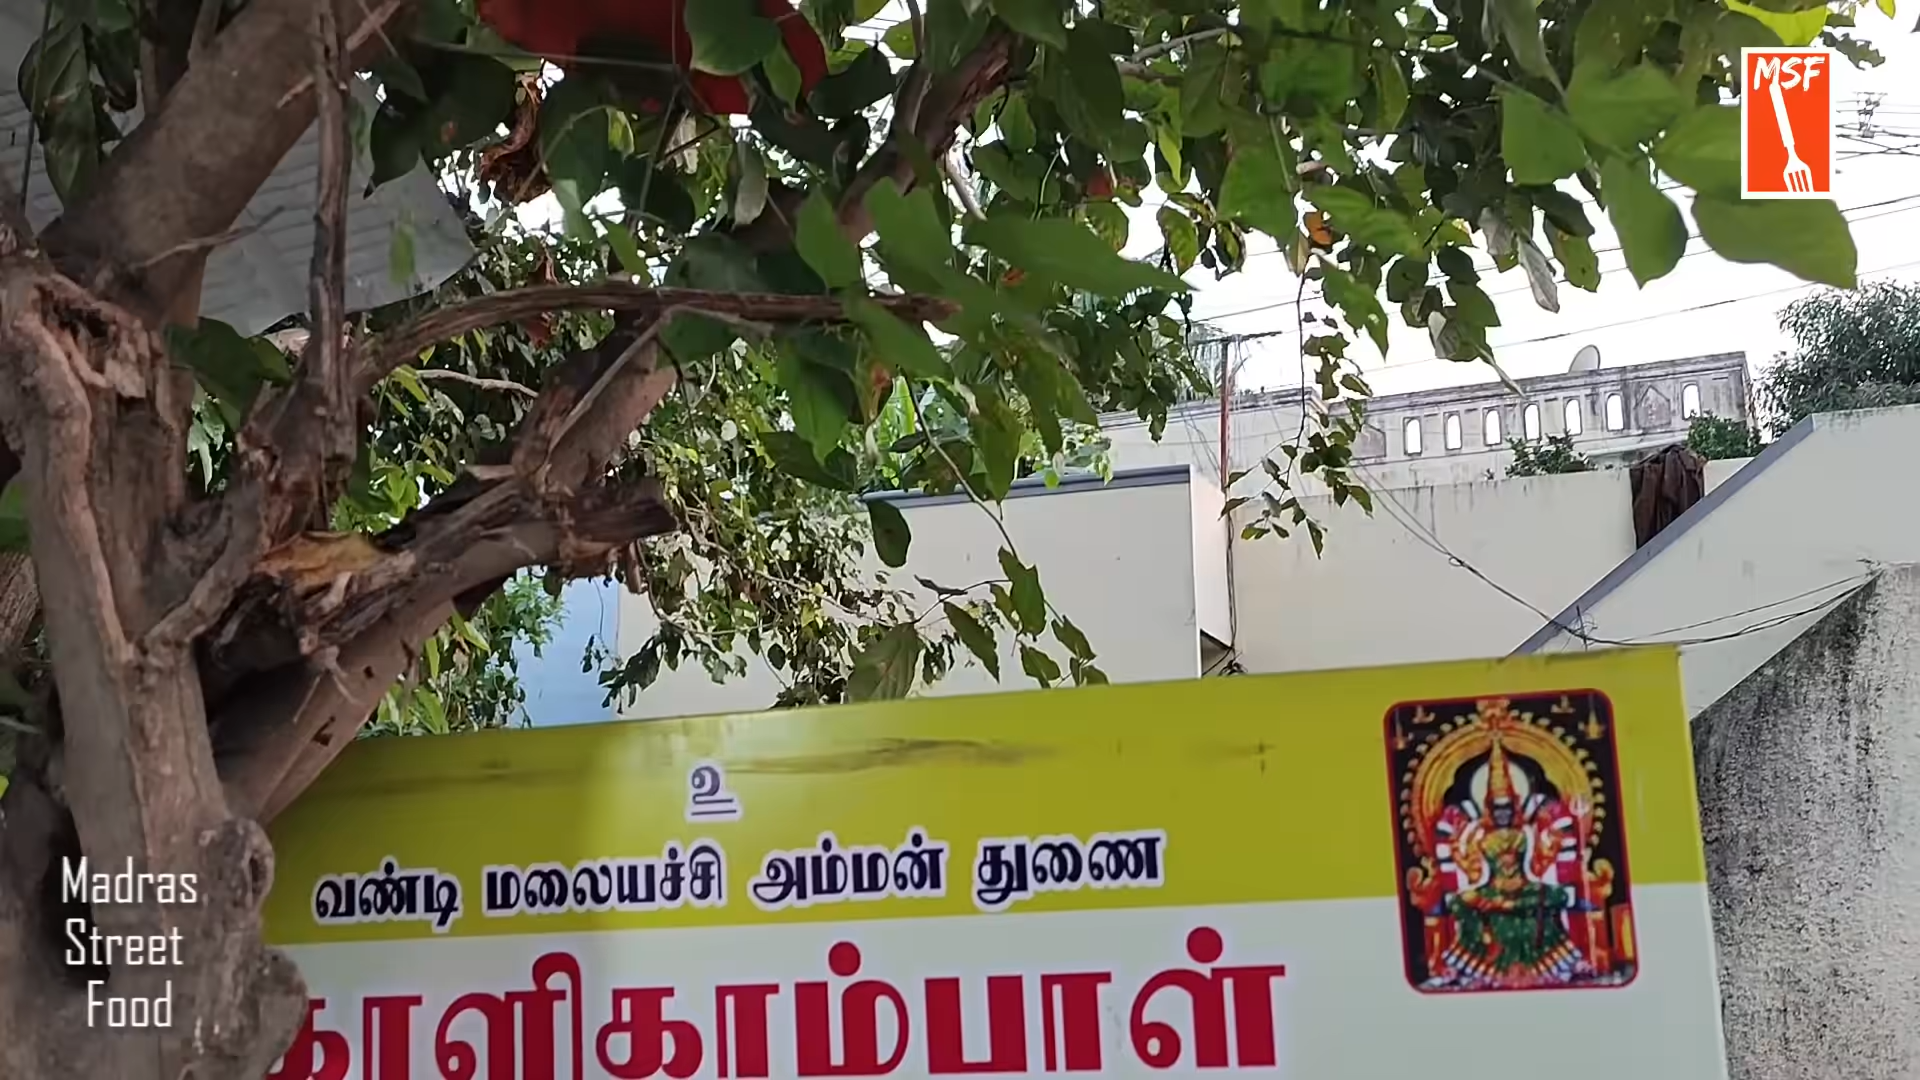 MSF
உ
வண்டி மலையச்சி அம்மன் துணை
காளிகாம்பாள்
Madras
Street
Food